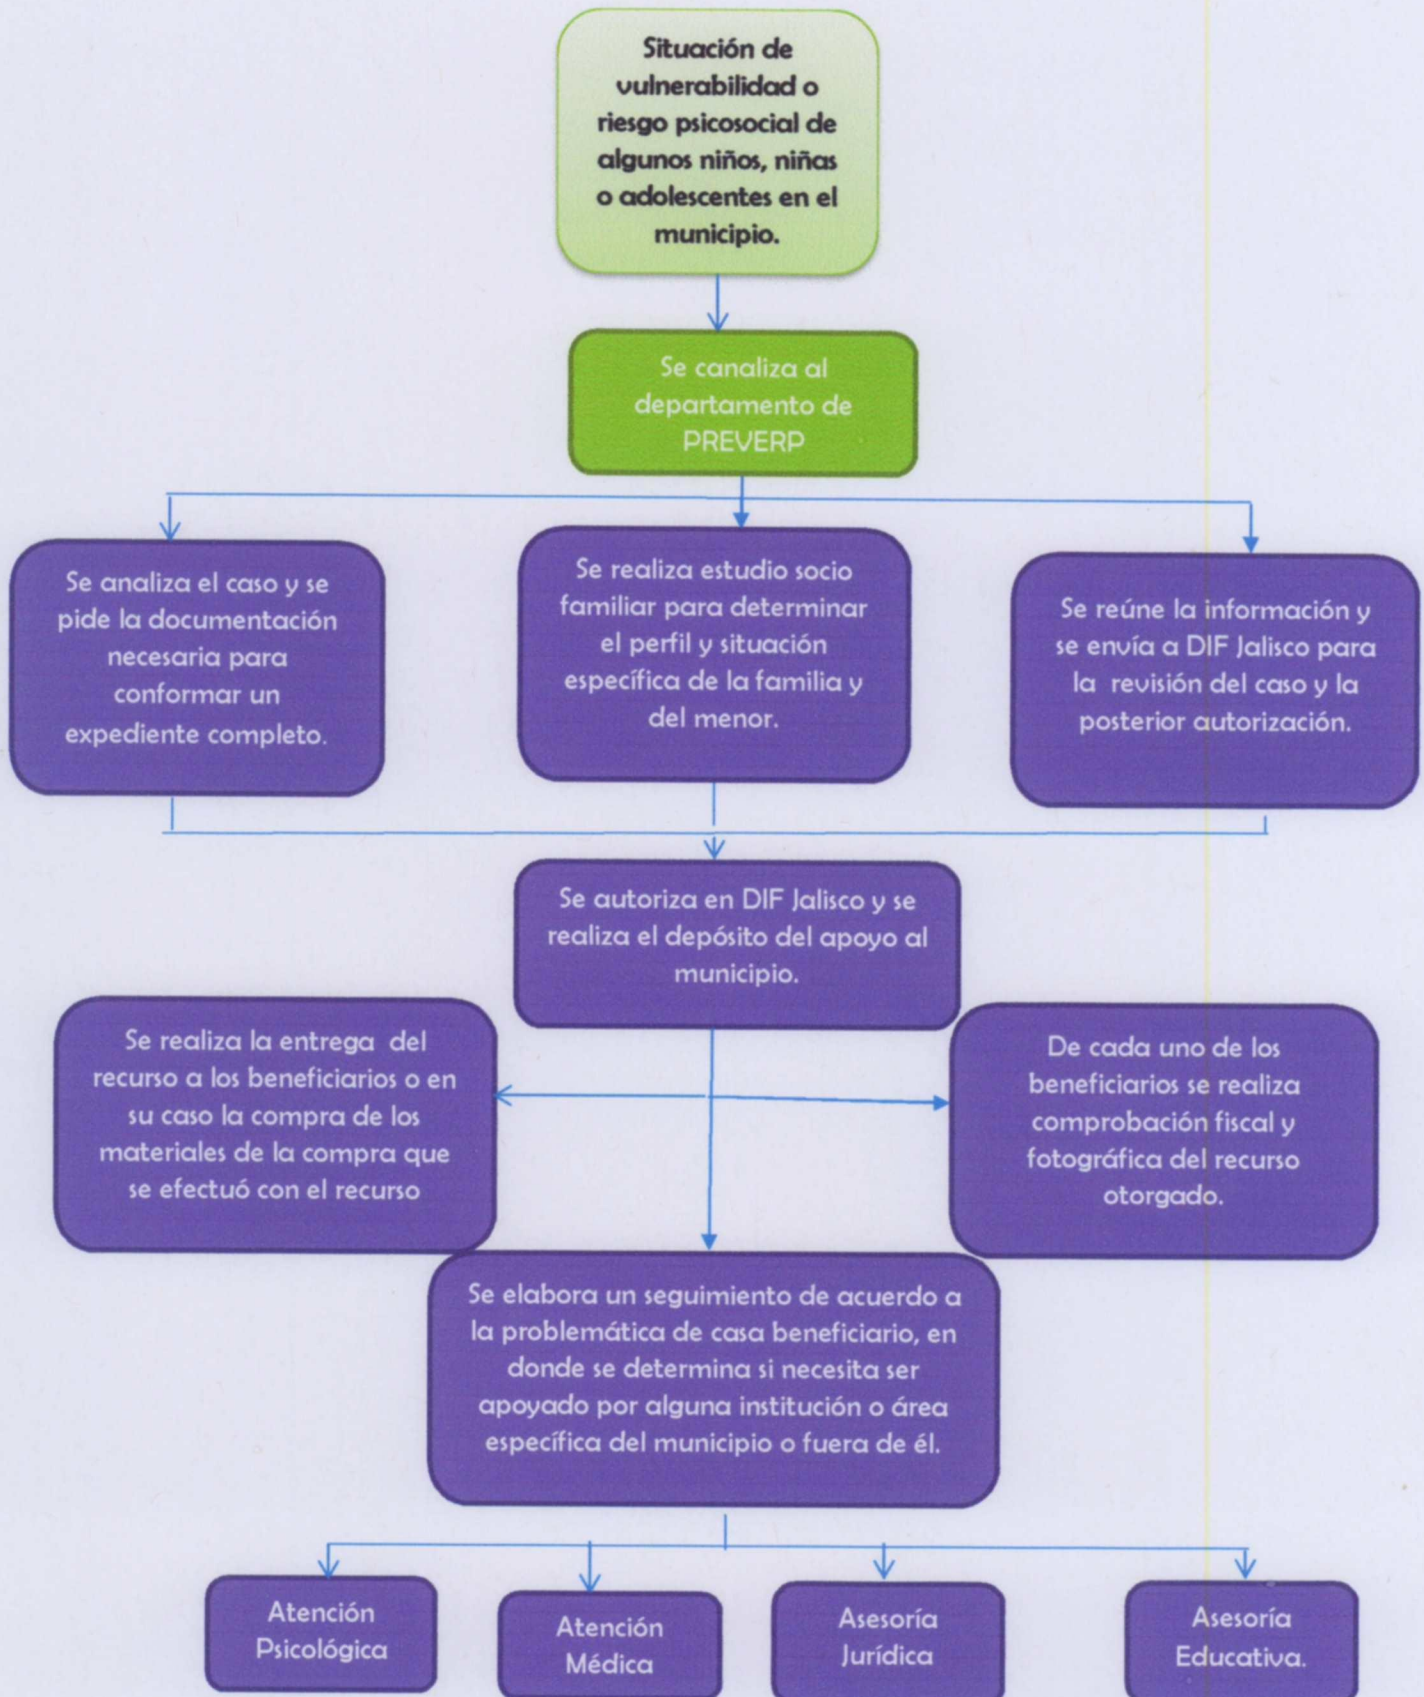 Situación de
vulnerabilidad o
riesgo psicosocial de
algunos niños, niñas
o adolescentes en el
municipio.
Se canaliza al
departamento de
PREVERP
Se analiza el caso y se
pide la documentación
necesaria para
conformar un
expediente completo.
Se realiza estudio socio
familiar para determinar
el perfil y situación
específica de la familia y
del menor.
Se reúne la información y
se envía a DIF Jalisco para
la revisión del caso y la
posterior autorización.
Se autoriza en DIF Jalisco y se
realiza el depósito del apoyo al
municipio.
Se realiza la entrega del
recurso a los beneficiarios o en
su caso la compra de los
materiales de la compra que
se efectuó con el recurso
De cada uno de los
beneficiarios se realiza
comprobación fiscal y
fotográfica del recurso
otorgado.
Se elabora un seguimiento de acuerdo a
la problemática de casa beneficiario, en
donde se determina si necesita ser
apoyado por alguna institución o área
específica del municipio o fuera de él.
Atención
Psicológica
Atención
Médica
Asesoría
Jurídica
Asesoría
Educativa.